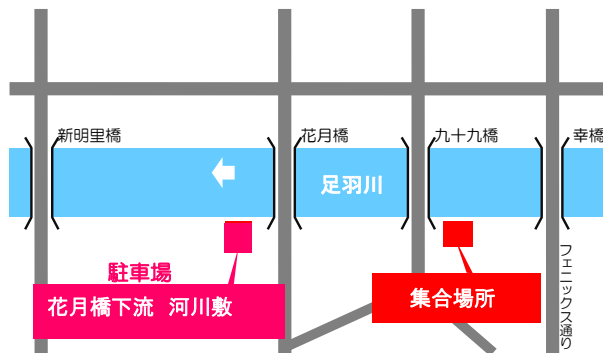 新明里橋
花月橋
九十九橋
幸橋
足羽川
フェニックス通り
駐車場
花月橋下流 河川敷
集合場所